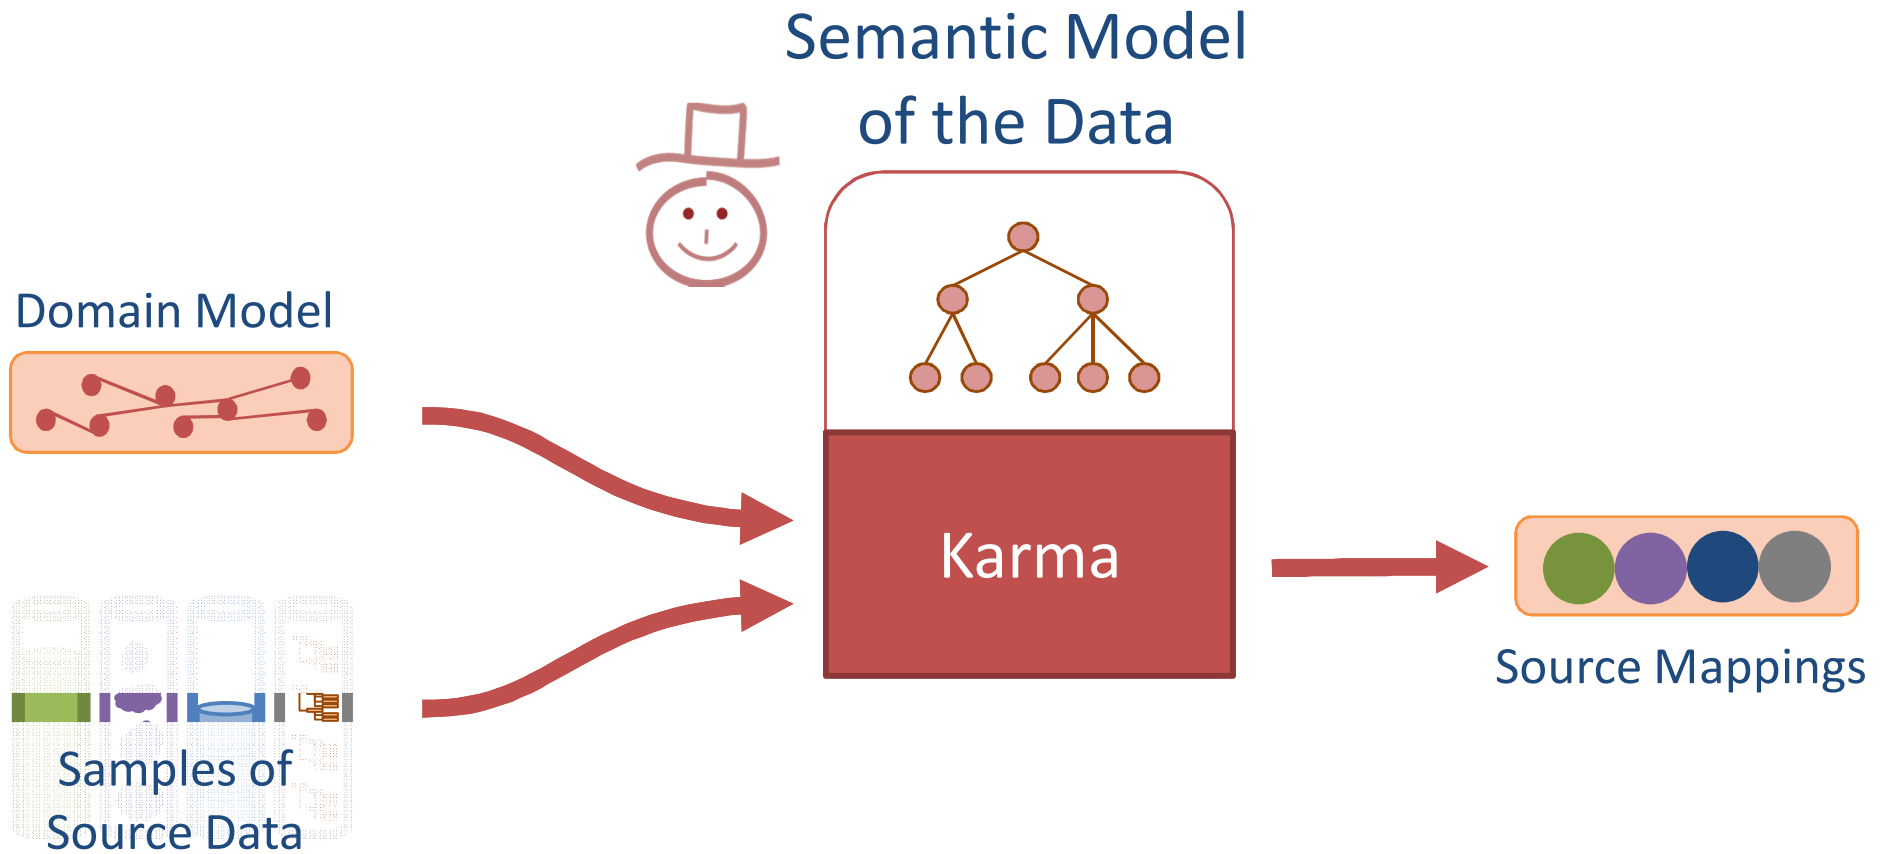 Semantic Model
of the Data
Domain Model
Karma
Source Mappings
Samples of
Source Data